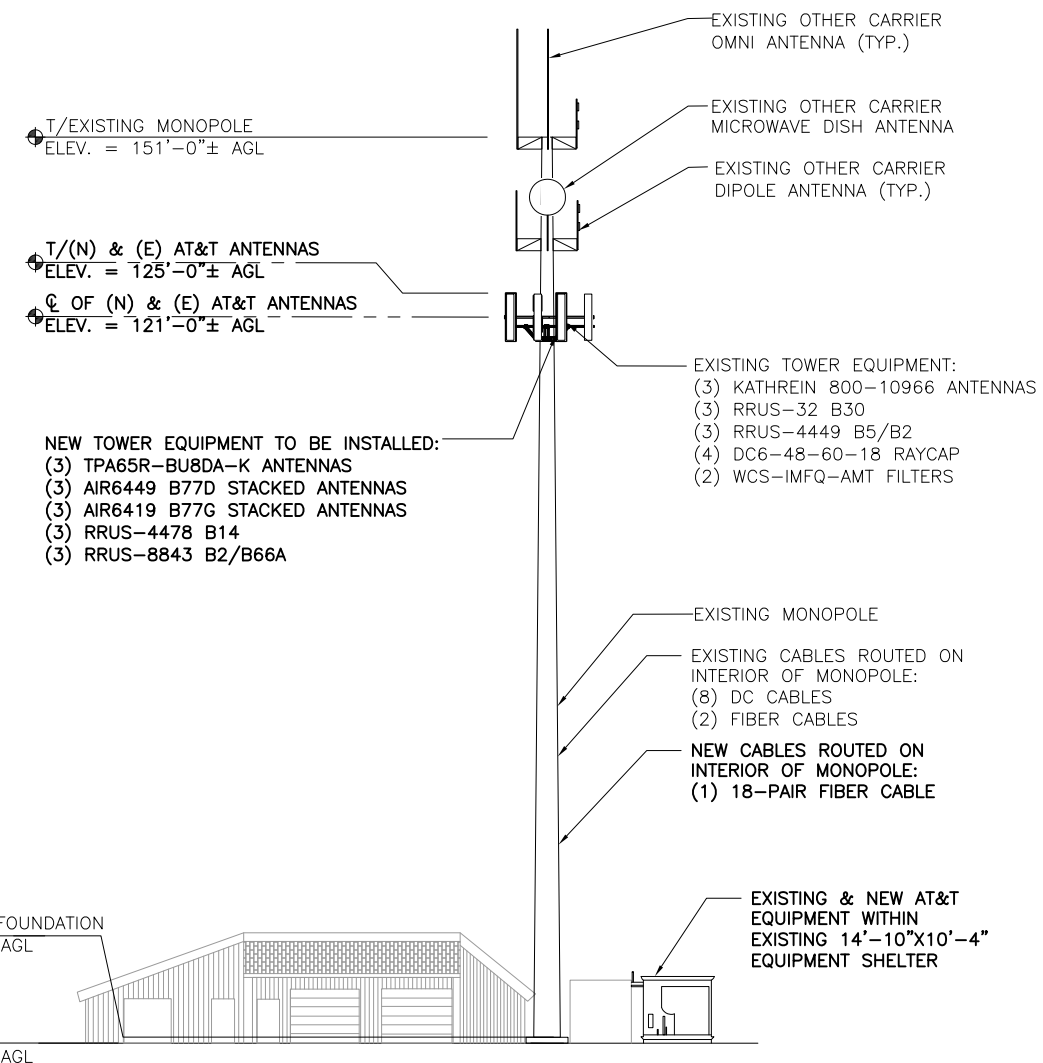 EXISTING OTHER CARRIER
OMNI ANTENNA (TYP.)
T/EXISTING MONOPOLE
ELEV. = 151'-0"± AGL
EXISTING OTHER CARRIER
MICROWAVE DISH ANTENNA
EXISTING OTHER CARRIER
DIPOLE ANTENNA (TYP.)
T/(N) & (E) AT&T ANTENNAS
ELEV. = 125'-0"± AGL
℄ OF (N) & (E) AT&T ANTENNAS
ELEV. = 121'-0"± AGL
EXISTING TOWER EQUIPMENT:
(3) KATHREIN 800-10966 ANTENNAS
(3) RRUS-32 B30
(3) RRUS-4449 B5/B2
(4) DC6-48-60-18 RAYCAP
(2) WCS-IMFQ-AMT FILTERS
NEW TOWER EQUIPMENT TO BE INSTALLED:
(3) TPA65R-BU8DA-K ANTENNAS
(3) AIR6449 B77D STACKED ANTENNAS
(3) AIR6419 B77G STACKED ANTENNAS
(3) RRUS-4478 B14
(3) RRUS-8843 B2/B66A
EXISTING MONOPOLE
EXISTING CABLES ROUTED ON
INTERIOR OF MONOPOLE:
(8) DC CABLES
(2) FIBER CABLES
NEW CABLES ROUTED ON
INTERIOR OF MONOPOLE:
(1) 18-PAIR FIBER CABLE
EXISTING & NEW AT&T
EQUIPMENT WITHIN
EXISTING 14'-10"X10'-4"
EQUIPMENT SHELTER
FOUNDATION
AGL
AGL